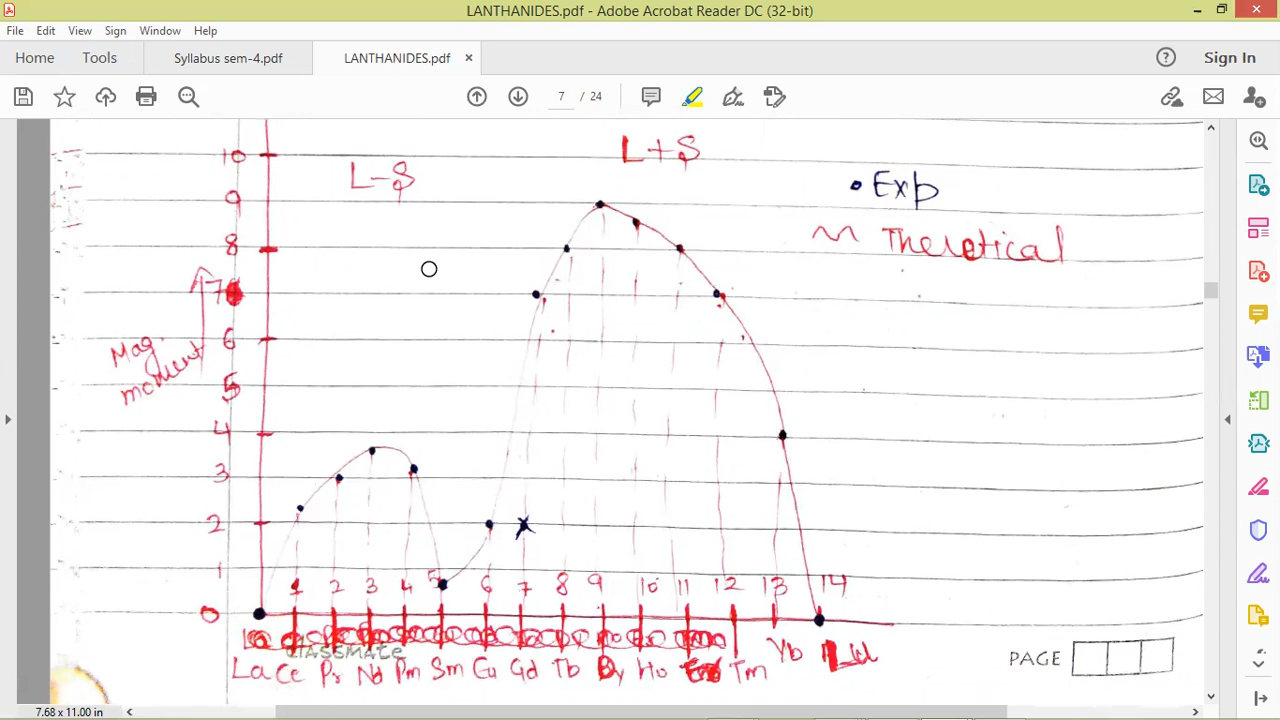 LANTHANIDES.pdf - Adobe Acrobat Reader DC (32-bit)
File Edit View Sign Window Help
Home Tools Syllabus sem-4.pdf LANTHANIDES.pdf × Sign In
7 / 24
L-S
L+S
• Exp
Theretical
10
9
8
7
6
5
4
3
2
1
0
Mag.
moment
1 2 3 4 5 6 7 8 9 10 11 12 13 14
CLASSMATE
La Ce Pr Nd Pm Sm Eu Gd Tb Dy Ho Tm Yb Lu
PAGE
7.68 x 11.00 in